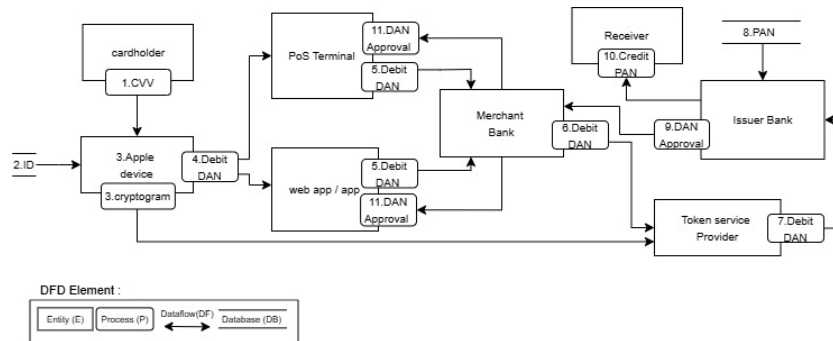 cardholder
1.CVV
2.ID
3.Apple
device
3.cryptogram
4.Debit
DAN
PoS Terminal
11.DAN
Approval
5.Debit
DAN
web app / app
5.Debit
DAN
11.DAN
Approval
Merchant
Bank
6.Debit
DAN
Receiver
10.Credit
PAN
8.PAN
9.DAN
Approval
Issuer Bank
Token service
Provider
7.Debit
DAN
DFD Element :
Entity (E)
Process (P)
Dataflow(DF)
Database (DB)